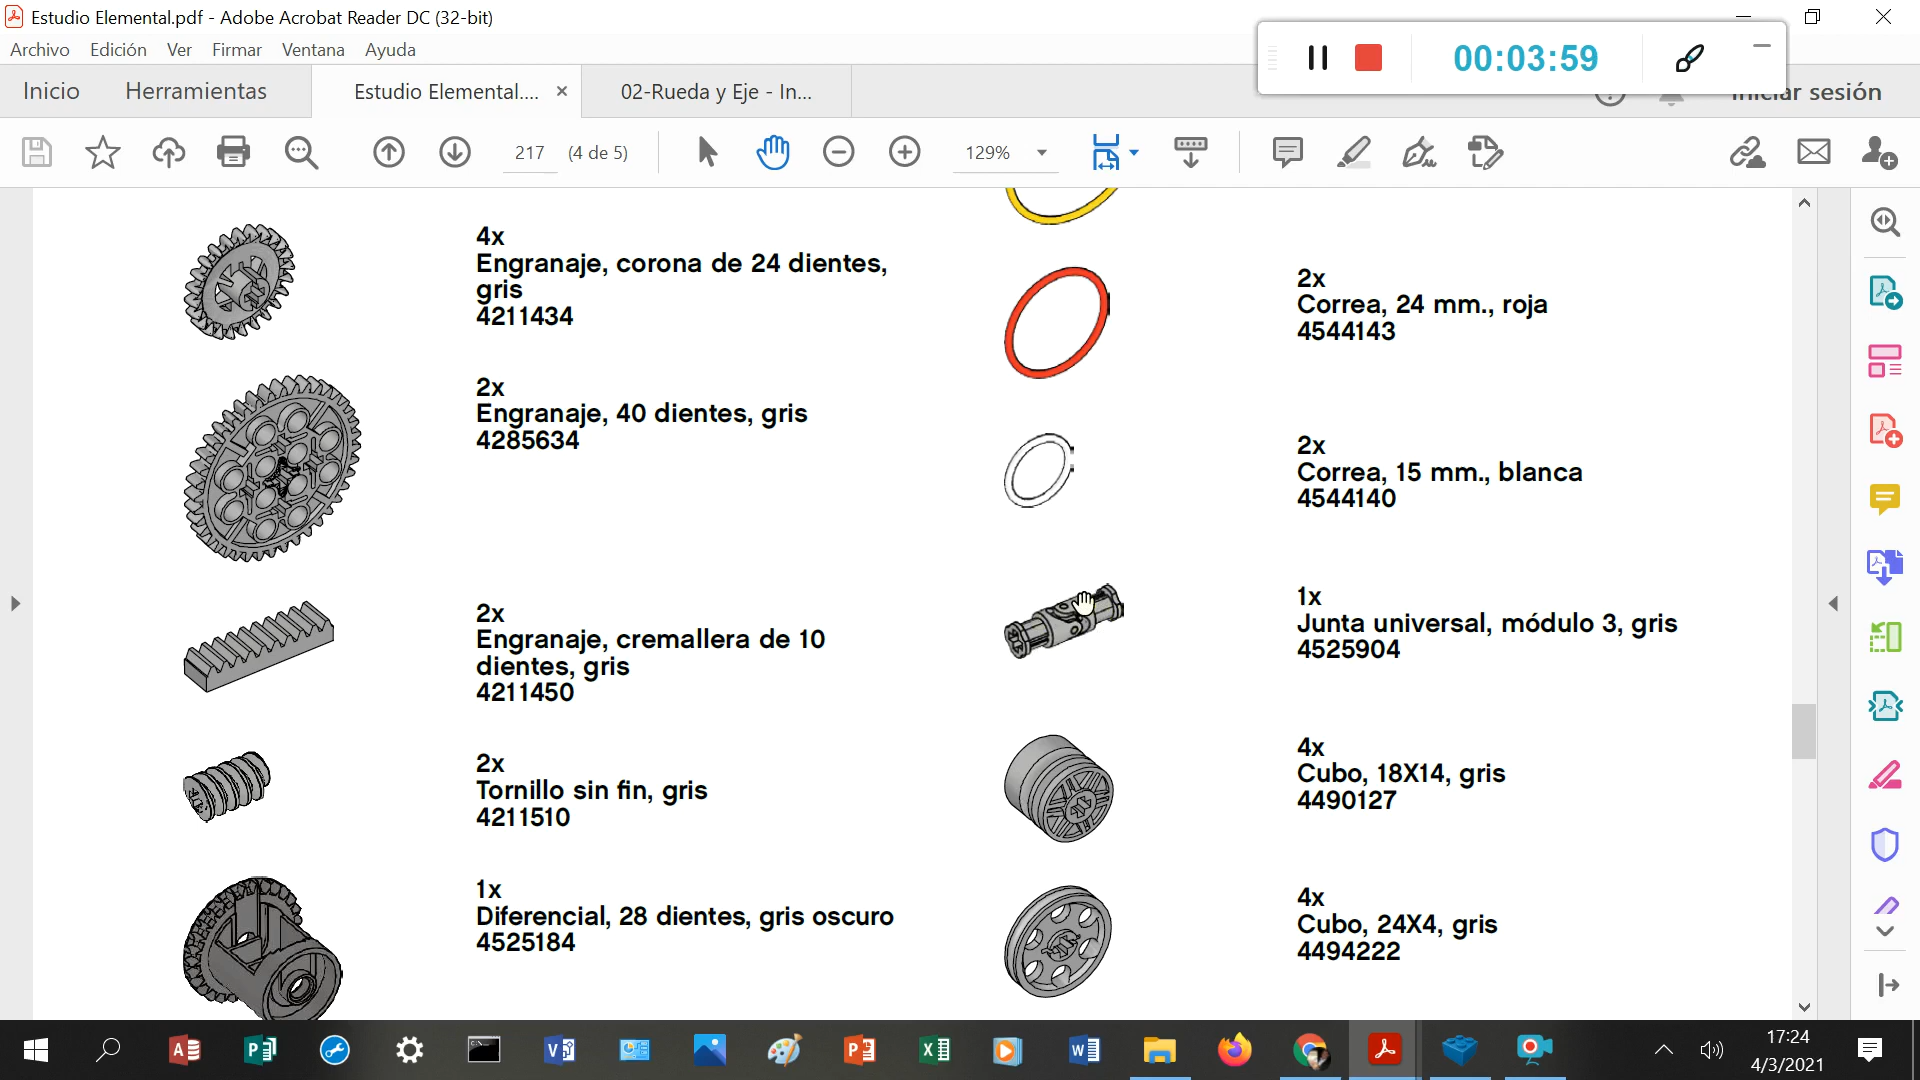 Estudio Elemental.pdf - Adobe Acrobat Reader DC (32-bit)
Archivo Edición Ver Firmar Ventana Ayuda
00:03:59
Inicio Herramientas Estudio Elemental.... × 02-Rueda y Eje - In... Iniciar sesión
217 (4 de 5) 129%
4x
Engranaje, corona de 24 dientes,
gris
4211434
2x
Engranaje, 40 dientes, gris
4285634
2x
Engranaje, cremallera de 10
dientes, gris
4211450
2x
Tornillo sin fin, gris
4211510
1x
Diferencial, 28 dientes, gris oscuro
4525184
2x
Correa, 24 mm., roja
4544143
2x
Correa, 15 mm., blanca
4544140
1x
Junta universal, módulo 3, gris
4525904
4x
Cubo, 18X14, gris
4490127
4x
Cubo, 24X4, gris
4494222
17:24
4/3/2021